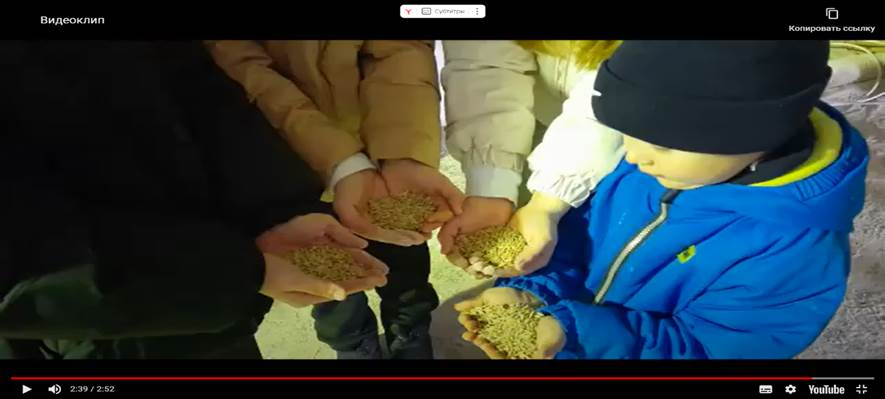 Видеоклип
Субтитры
Копировать ссылку
2:39 / 2:52
YouTube